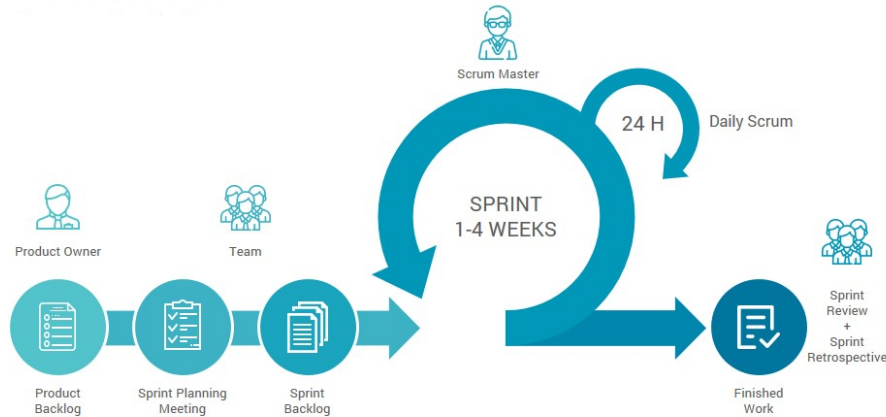 Scrum Master
24 H
Daily Scrum
SPRINT
1-4 WEEKS
Product Owner
Team
Sprint
Review
+
Sprint
Retrospective
Product
Backlog
Sprint Planning
Meeting
Sprint
Backlog
Finished
Work